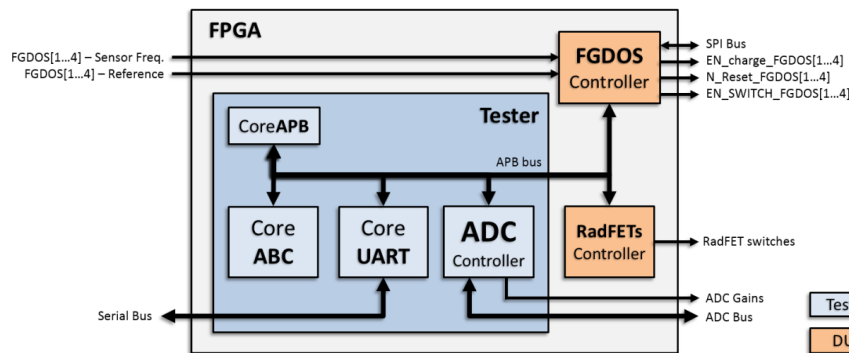 FPGA
FGDOS[1...4] – Sensor Freq.
FGDOS[1...4] – Reference
FGDOS
Controller
SPI Bus
EN_charge_FGDOS[1...4]
N_Reset_FGDOS[1...4]
EN_SWITCH_FGDOS[1...4]
Tester
CoreAPB
APB bus
Core
ABC
Core
UART
ADC
Controller
RadFETs
Controller
RadFET switches
Serial Bus
ADC Gains
ADC Bus